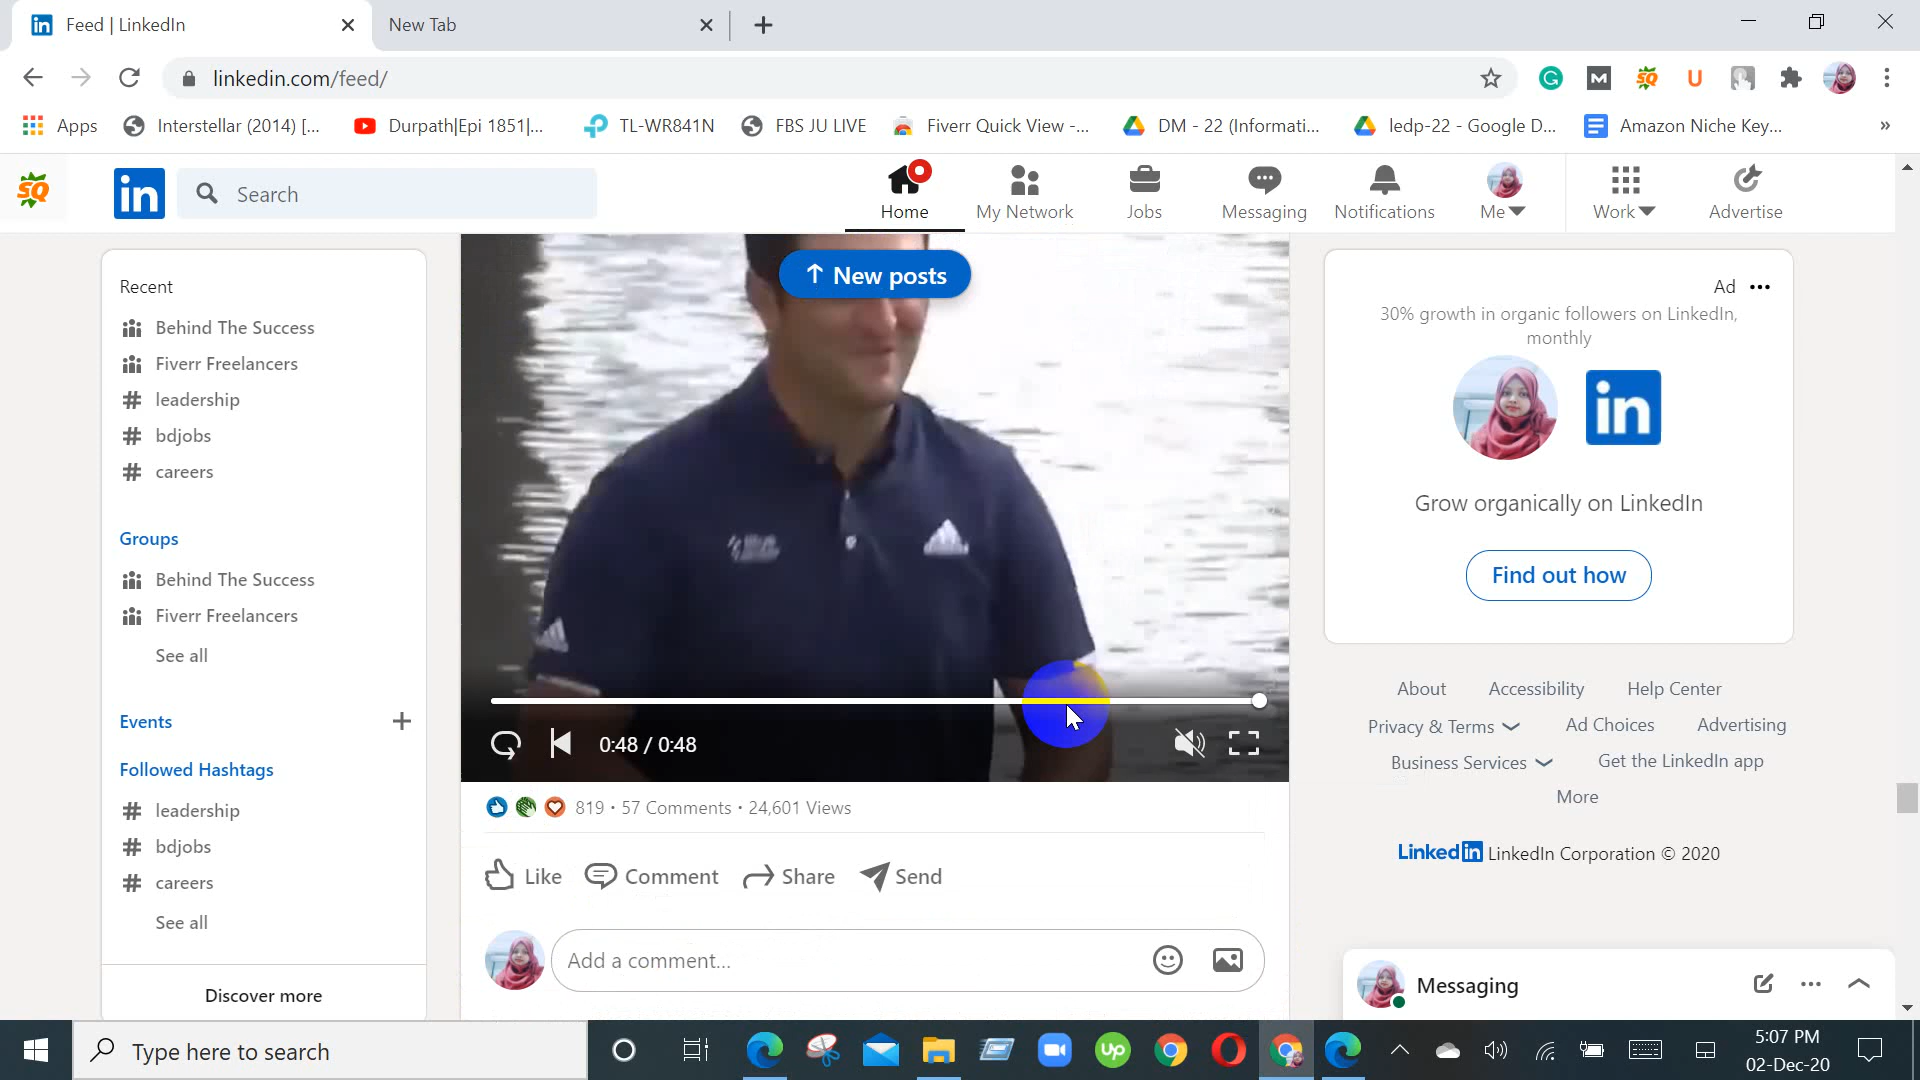 Feed | LinkedIn
New Tab
linkedin.com/feed/
Apps
Interstellar (2014) [...
Durpath|Epi 1851|...
TL-WR841N
FBS JU LIVE
Fiverr Quick View -...
DM - 22 (Informati...
ledp-22 - Google D...
Amazon Niche Key...
»
SQ
in
Search
Home
My Network
Jobs
Messaging
Notifications
Me
Work
Advertise
Recent
Behind The Success
Fiverr Freelancers
# leadership
# bdjobs
# careers
Groups
Behind The Success
Fiverr Freelancers
See all
Events
Followed Hashtags
# leadership
# bdjobs
# careers
See all
Discover more
↑ New posts
0:48 / 0:48
819 • 57 Comments • 24,601 Views
Like
Comment
Share
Send
Add a comment...
Ad
30% growth in organic followers on LinkedIn,
monthly
in
Grow organically on LinkedIn
Find out how
About
Accessibility
Help Center
Privacy & Terms
Ad Choices
Advertising
Business Services
Get the LinkedIn app
More
Linked in LinkedIn Corporation © 2020
Messaging
Type here to search
Up
5:07 PM
02-Dec-20